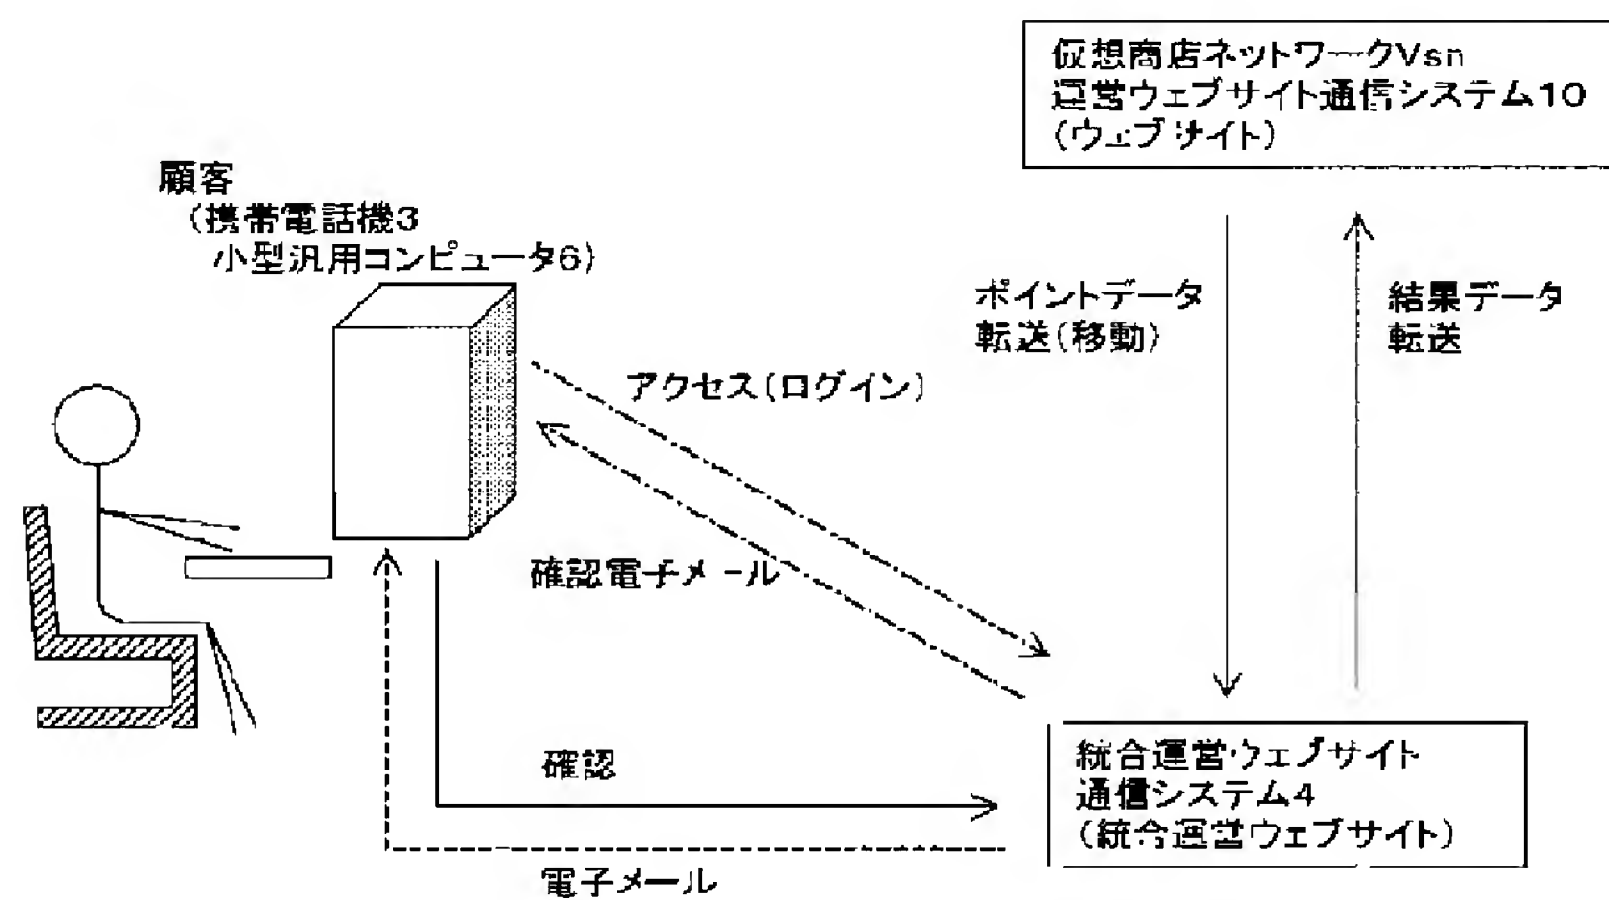 仮想商店ネットワークVsn
運営ウェブサイト通信システム10
(ウェブサイト)
顧客
(携帯電話機3
小型汎用コンピュータ6)
ポイントデータ
転送(移動)
結果データ
転送
アクセス(ログイン)
確認電子メール
確認
統合運営ウェブサイト
通信システム4
(統合運営ウェブサイト)
電子メール